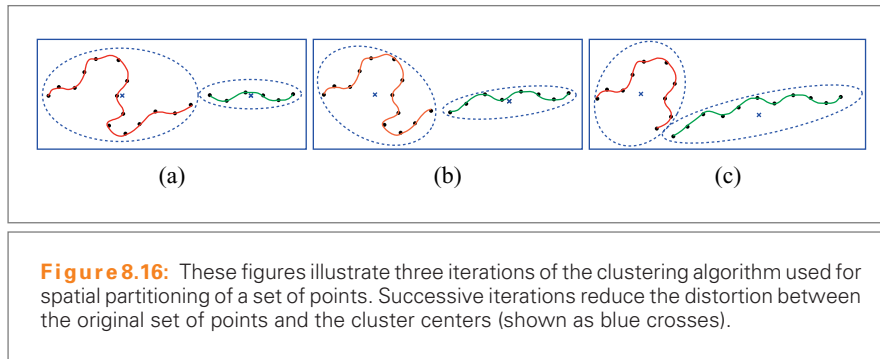 (a) (b) (c)
Figure 8.16: These figures illustrate three iterations of the clustering algorithm used for
spatial partitioning of a set of points. Successive iterations reduce the distortion between
the original set of points and the cluster centers (shown as blue crosses).